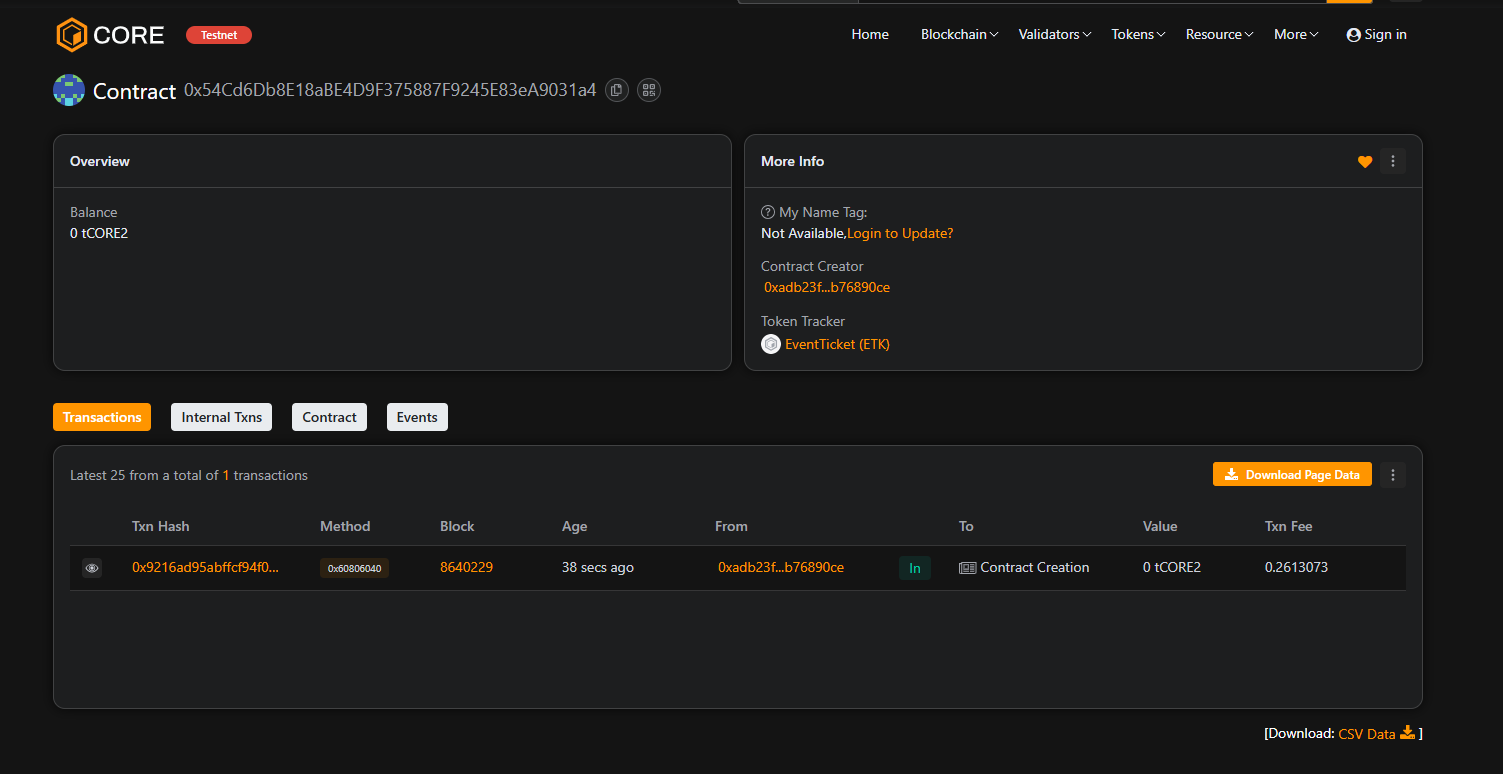 CORE Testnet Home Blockchain Validators Tokens Resource More Sign in
Contract 0x54Cd6Db8E18aBE4D9F375887F9245E83eA9031a4
Overview
Balance
0 tCORE2
More Info
My Name Tag:
Not Available,Login to Update?
Contract Creator
0xadb23f...b76890ce
Token Tracker
EventTicket (ETK)
Transactions Internal Txns Contract Events
Latest 25 from a total of 1 transactions Download Page Data
Txn Hash Method Block Age From To Value Txn Fee
0x9216ad95abffcf94f0... 0x60806040 8640229 38 secs ago 0xadb23f...b76890ce In Contract Creation 0 tCORE2 0.2613073
[Download: CSV Data ]